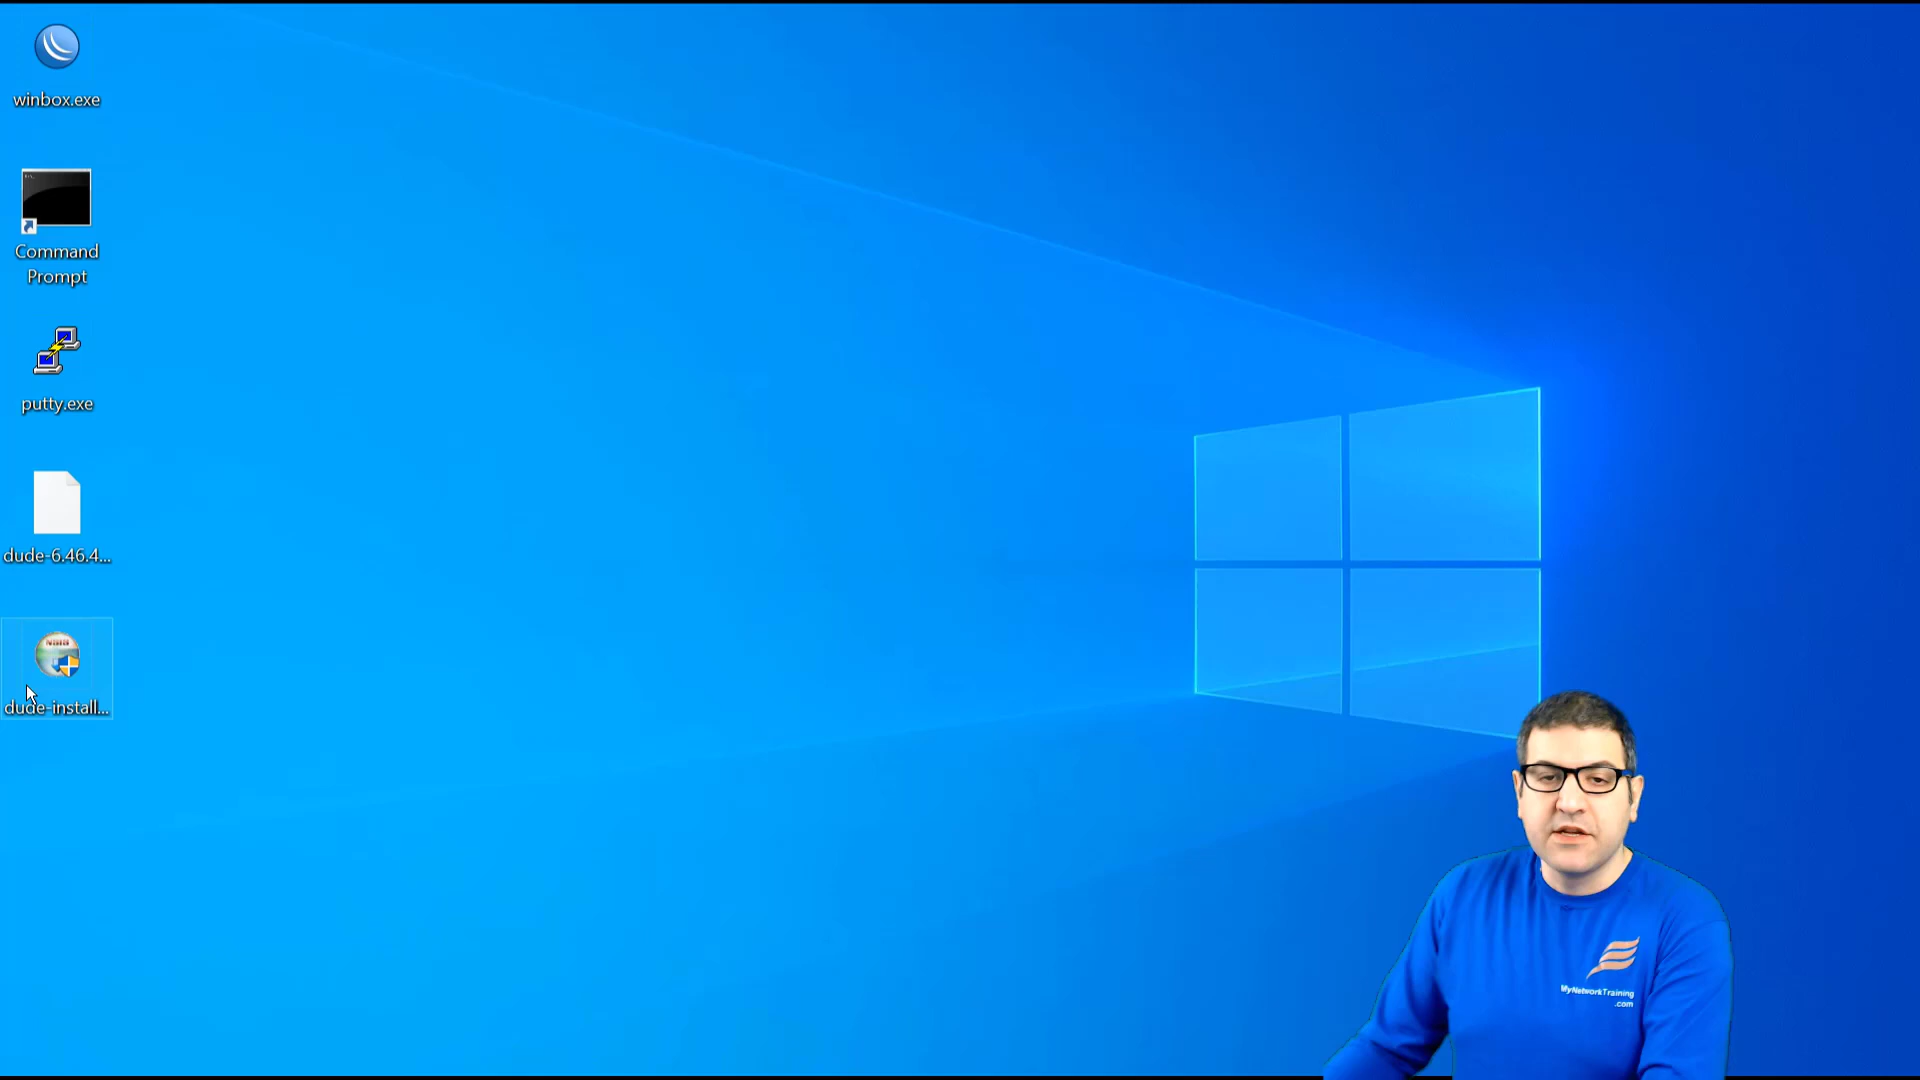 winbox.exe
Command
Prompt
putty.exe
dude-6.46.4...
dude-install...
MyNetworkTraining
.com